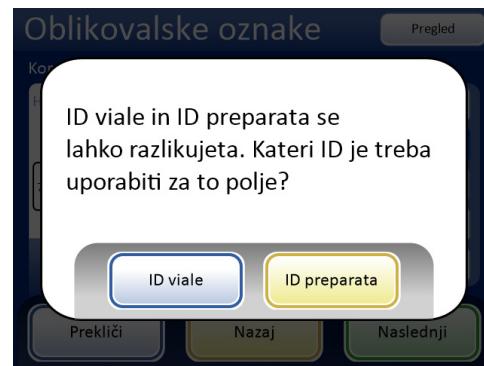 Oblikovalske oznake
Pregled
Kor
H
ID viale in ID preparata se
lahko razlikujeta. Kateri ID je treba
uporabiti za to polje?
ID viale
ID preparata
Prekliči
Nazaj
Naslednji